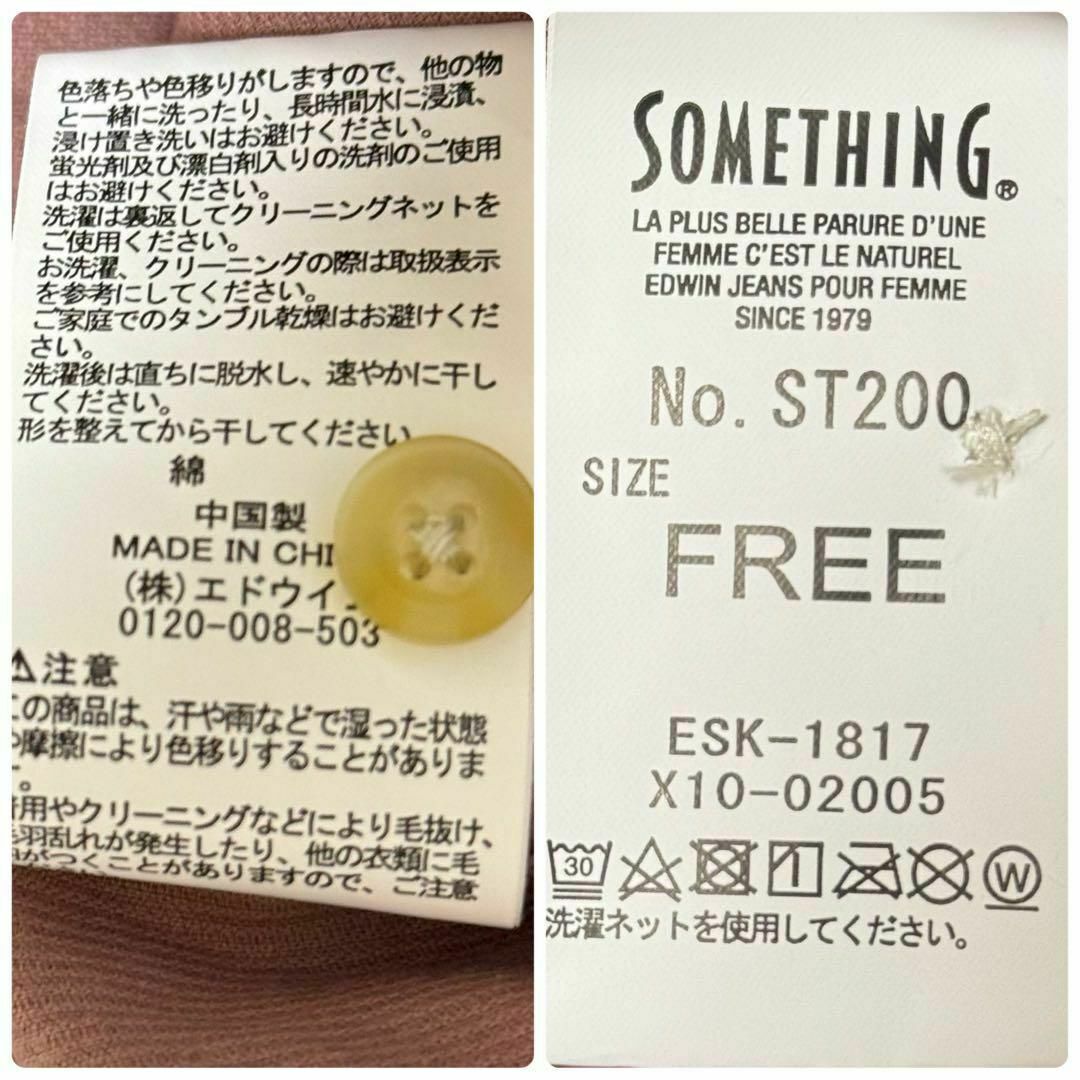 色落ちや色移りがしますので、他の物
と一緒に洗ったり、長時間水に浸漬、
浸け置き洗いはお避けください。
蛍光剤及び漂白剤入りの洗剤のご使用
はお避けください。
洗濯は裏返してクリーニングネットを
ご使用ください。
お洗濯、クリーニングの際は取扱表示
を参考にしてください。
ご家庭でのタンブル乾燥はお避けくだ
さい。
洗濯後は直ちに脱水し、速やかに干し
てください。
形を整えてから干してください
綿
中国製
MADE IN CHI
(株)エドウイ
0120-008-503
⚠注意
この商品は、汗や雨などで湿った状態
や摩擦により色移りすることがありま
。
着用やクリーニングなどにより毛抜け、
毛羽乱れが発生したり、他の衣類に毛
がつくことがありますので、ご注意
SOMETHING®
LA PLUS BELLE PARURE D'UNE
FEMME C'EST LE NATUREL
EDWIN JEANS POUR FEMME
SINCE 1979
No. ST200
SIZE
FREE
ESK-1817
X10-02005
30 W
洗濯ネットを使用してください。